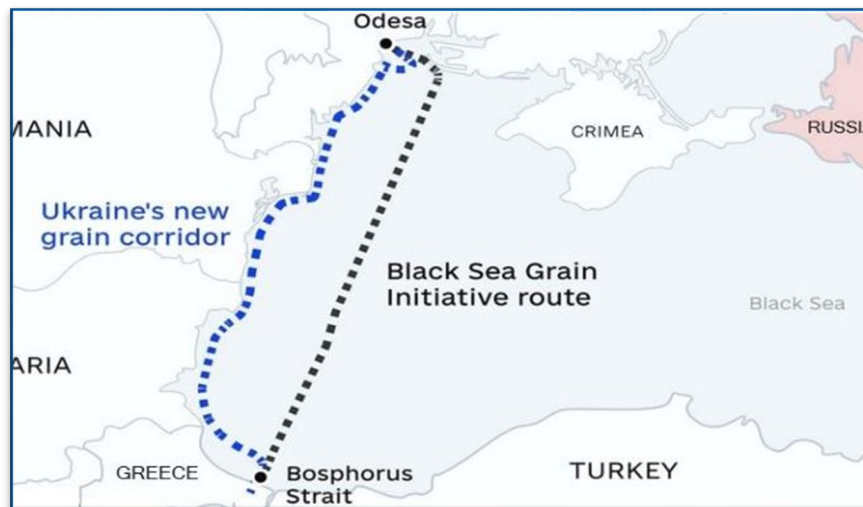 Odesa
MANIA
CRIMEA
RUSSIA
Ukraine's new
grain corridor
Black Sea Grain
Initiative route
Black Sea
ARIA
GREECE
Bosphorus
Strait
TURKEY